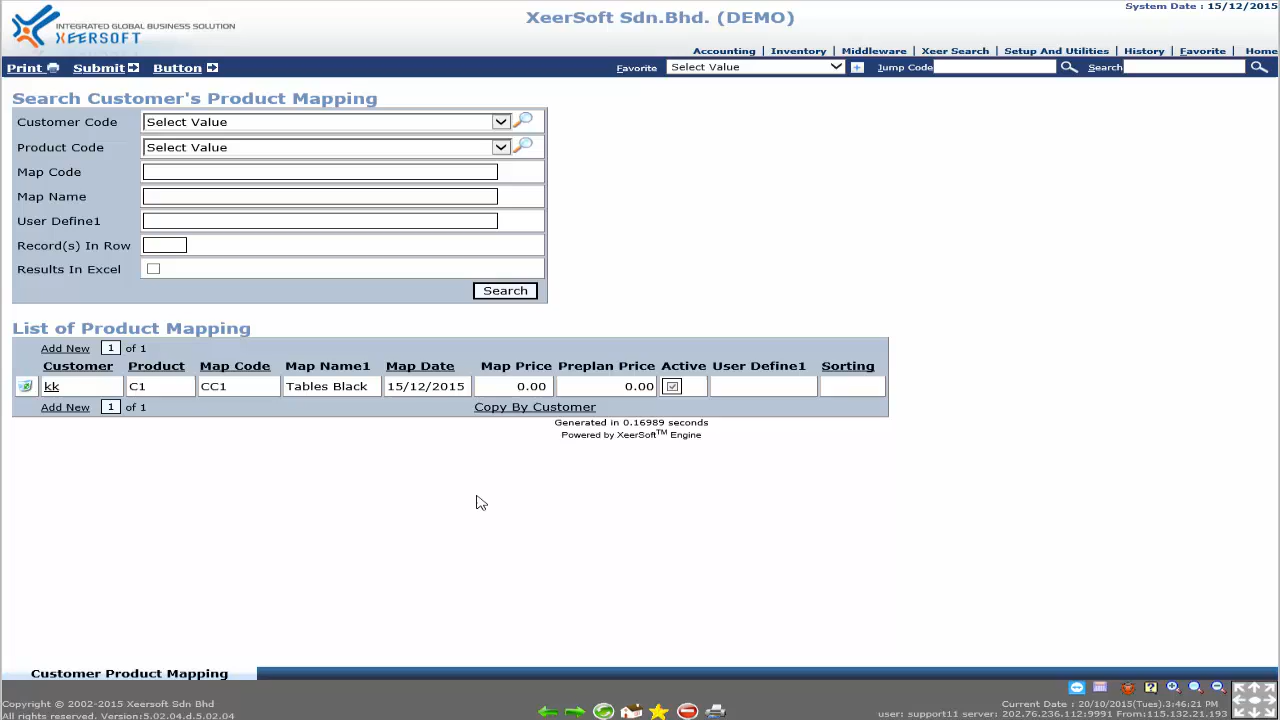 System Date : 15/12/2015
INTEGRATED GLOBAL BUSINESS SOLUTION
XEERSOFT
XeerSoft Sdn.Bhd. (DEMO)
Accounting | Inventory | Middleware | Xeer Search | Setup And Utilities | History | Favorite | Home
Print Submit Button Favorite Select Value Jump Code Search
Search Customer's Product Mapping
Customer Code Select Value
Product Code Select Value
Map Code
Map Name
User Define1
Record(s) In Row
Results In Excel
Search
List of Product Mapping
Add New 1 of 1
Customer Product Map Code Map Name1 Map Date Map Price Preplan Price Active User Define1 Sorting
kk C1 CC1 Tables Black 15/12/2015 0.00 0.00
Add New 1 of 1 Copy By Customer
Generated in 0.16989 seconds
Powered by XeerSoft™ Engine
Customer Product Mapping
Copyright © 2002-2015 Xeersoft Sdn Bhd
All rights reserved. Version:5.02.04.d.5.02.04
Current Date : 20/10/2015(Tues).3:46:21 PM
user: support11 server: 202.76.236.112:9991 From:115.132.21.193